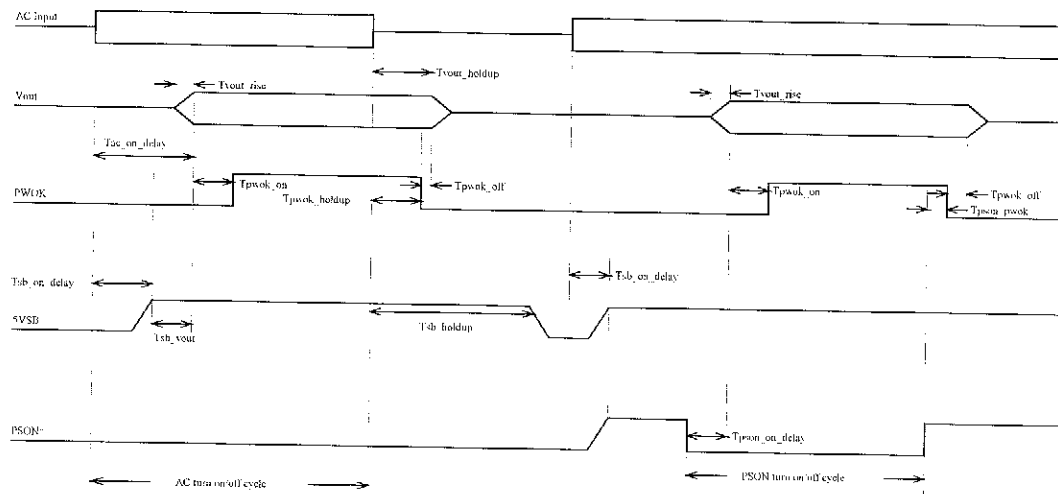 AC Input
Tvout_holdup
Vout
Tvout_rise
Tvout_rise
Tac_on_delay
PWOK
Tpwok_on
Tpwok_holdup
Tpwok_off
Tpwok_on
Tpwok_off
Tpson_pwok
Tsb_on_delay
Tsb_on_delay
5VSB
Tsb_vout
Tsb_holdup
PSON~
Tpson_on_delay
AC turn on/off cycle
PSON turn on/off cycle